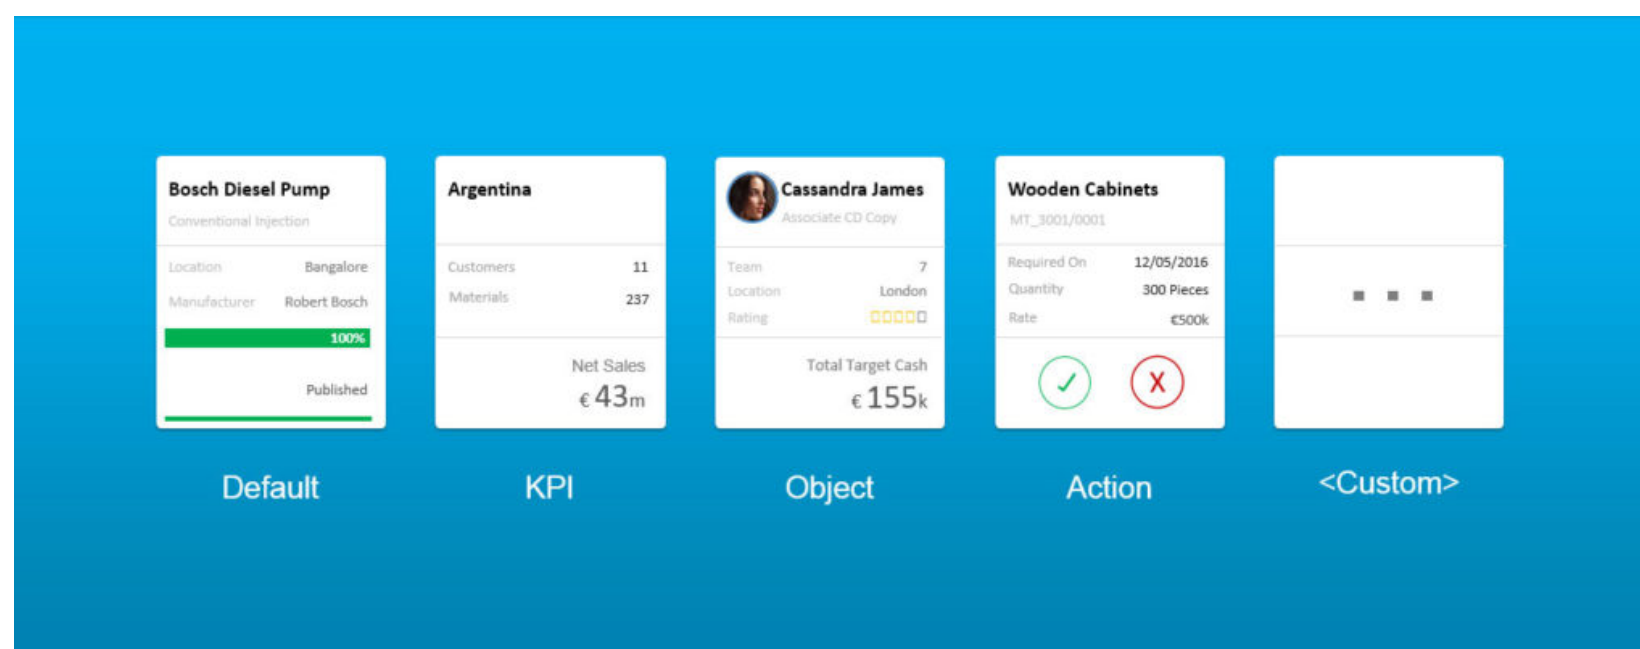 Bosch Diesel Pump
Conventional Injection
Location Bangalore
Manufacturer Robert Bosch
100%
Published
Default
Argentina
Customers 11
Materials 237
Net Sales
€ 43m
KPI
Cassandra James
Associate CD Copy
Team 7
Location London
Rating
Total Target Cash
€ 155k
Object
Wooden Cabinets
MT_3001/0001
Required On 12/05/2016
Quantity 300 Pieces
Rate €500k
✓ X
Action
<Custom>